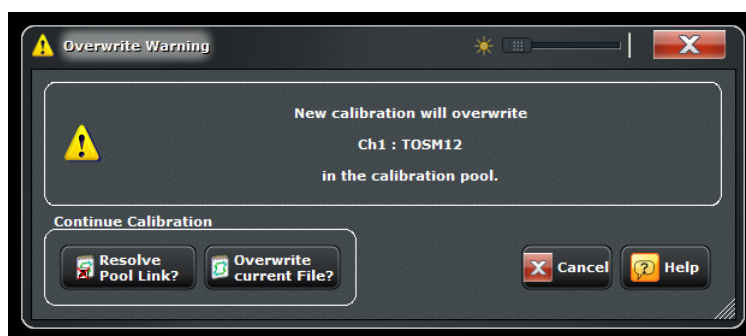 Overwrite Warning
New calibration will overwrite
Ch1 : TOSM12
in the calibration pool.
Continue Calibration
Resolve
Pool Link?
Overwrite
current File?
Cancel
Help